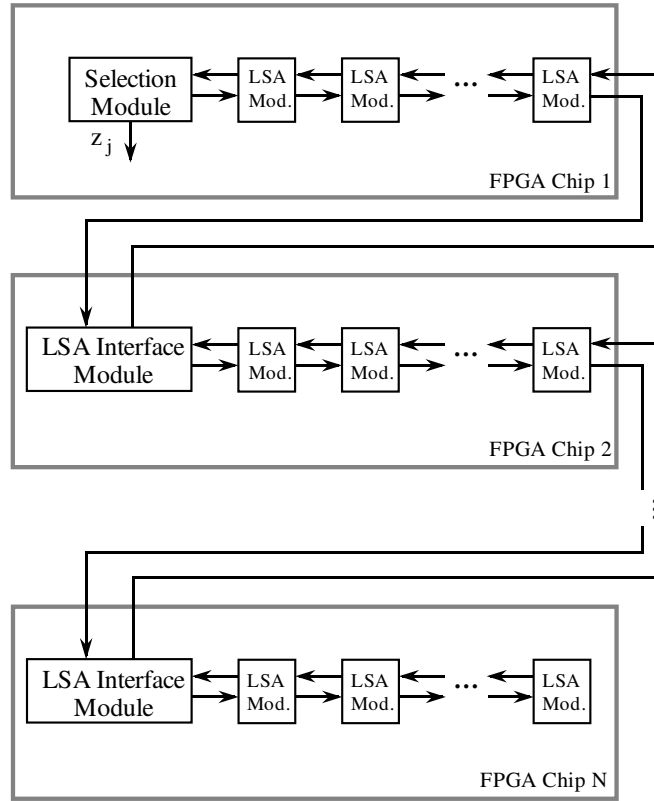 Selection
Module
LSA
Mod.
LSA
Mod.
...
LSA
Mod.
z j
FPGA Chip 1
LSA Interface
Module
LSA
Mod.
LSA
Mod.
...
LSA
Mod.
FPGA Chip 2
...
LSA Interface
Module
LSA
Mod.
LSA
Mod.
...
LSA
Mod.
FPGA Chip N